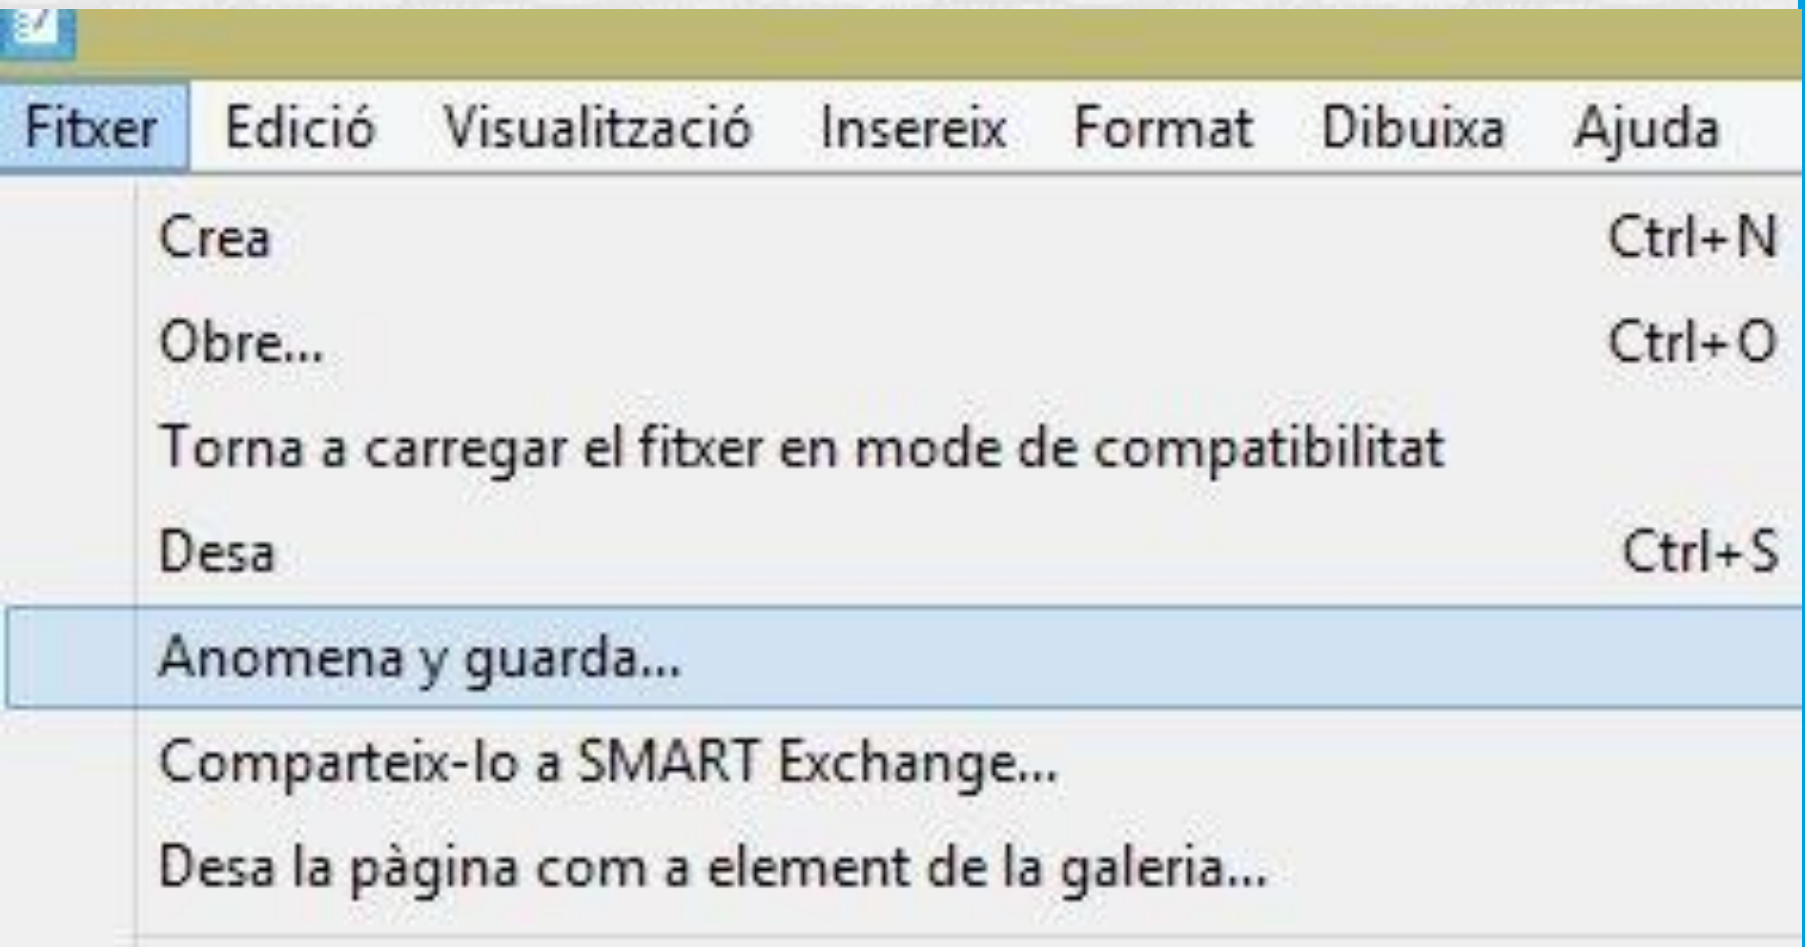 Fitxer Edició Visualització Insereix Format Dibuixa Ajuda
Crea Ctrl+N
Obre... Ctrl+O
Torna a carregar el fitxer en mode de compatibilitat
Desa Ctrl+S
Anomena y guarda...
Comparteix-lo a SMART Exchange...
Desa la pàgina com a element de la galeria...